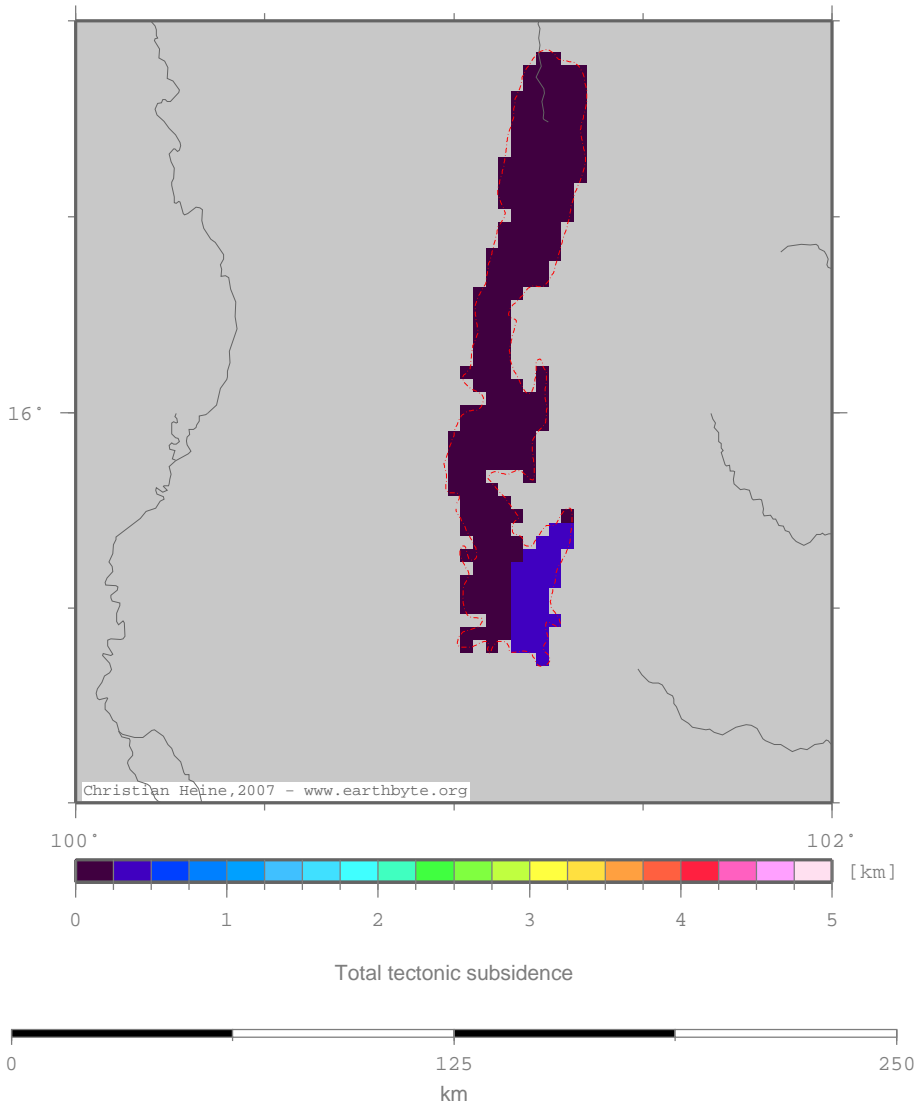 16°
Christian Heine,2007 - www.earthbyte.org
100° 102°
[km]
0 1 2 3 4 5
Total tectonic subsidence
0 125 250
km